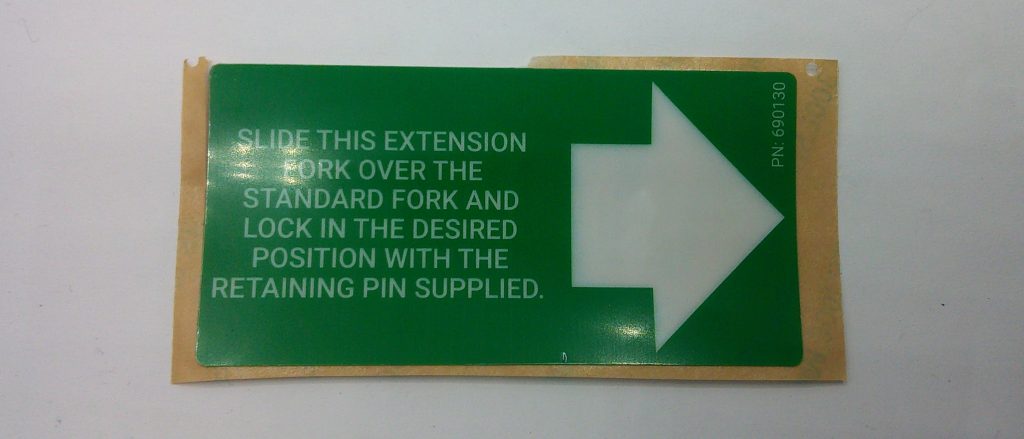 SLIDE THIS EXTENSION
FORK OVER THE
STANDARD FORK AND
LOCK IN THE DESIRED
POSITION WITH THE
RETAINING PIN SUPPLIED.
PN: 690130